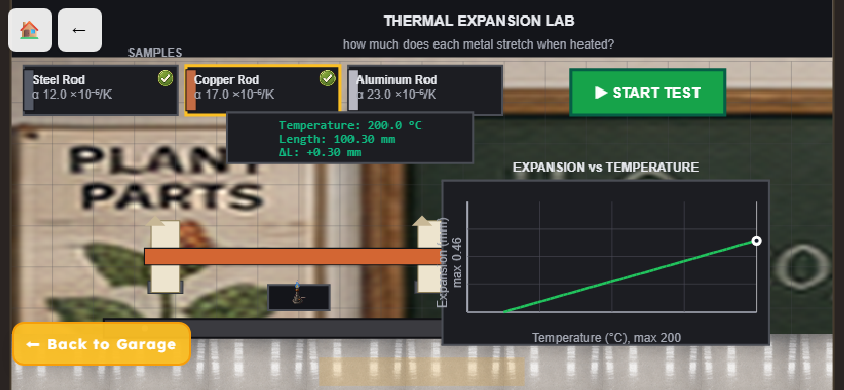 THERMAL EXPANSION LAB
how much does each metal stretch when heated?
SAMPLES
Steel Rod
α 12.0 ×10⁻⁶/K
Copper Rod
α 17.0 ×10⁻⁶/K
Aluminum Rod
α 23.0 ×10⁻⁶/K
▶ START TEST
Temperature: 200.0 °C
Length: 100.30 mm
ΔL: +0.30 mm
PLANT
PARTS
EXPANSION vs TEMPERATURE
Expansion (mm)
max 0.46
Temperature (°C), max 200
← Back to Garage